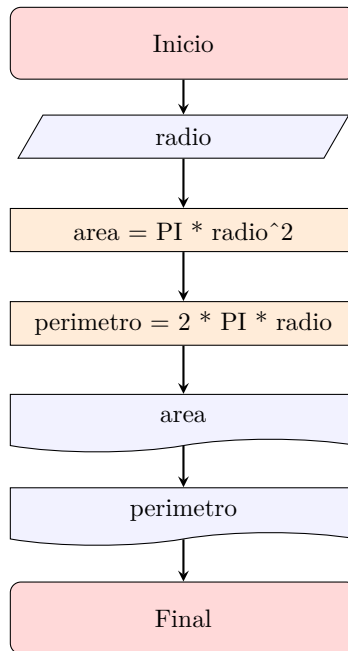 Inicio
radio
area = PI * radio^2
perimetro = 2 * PI * radio
area
perimetro
Final